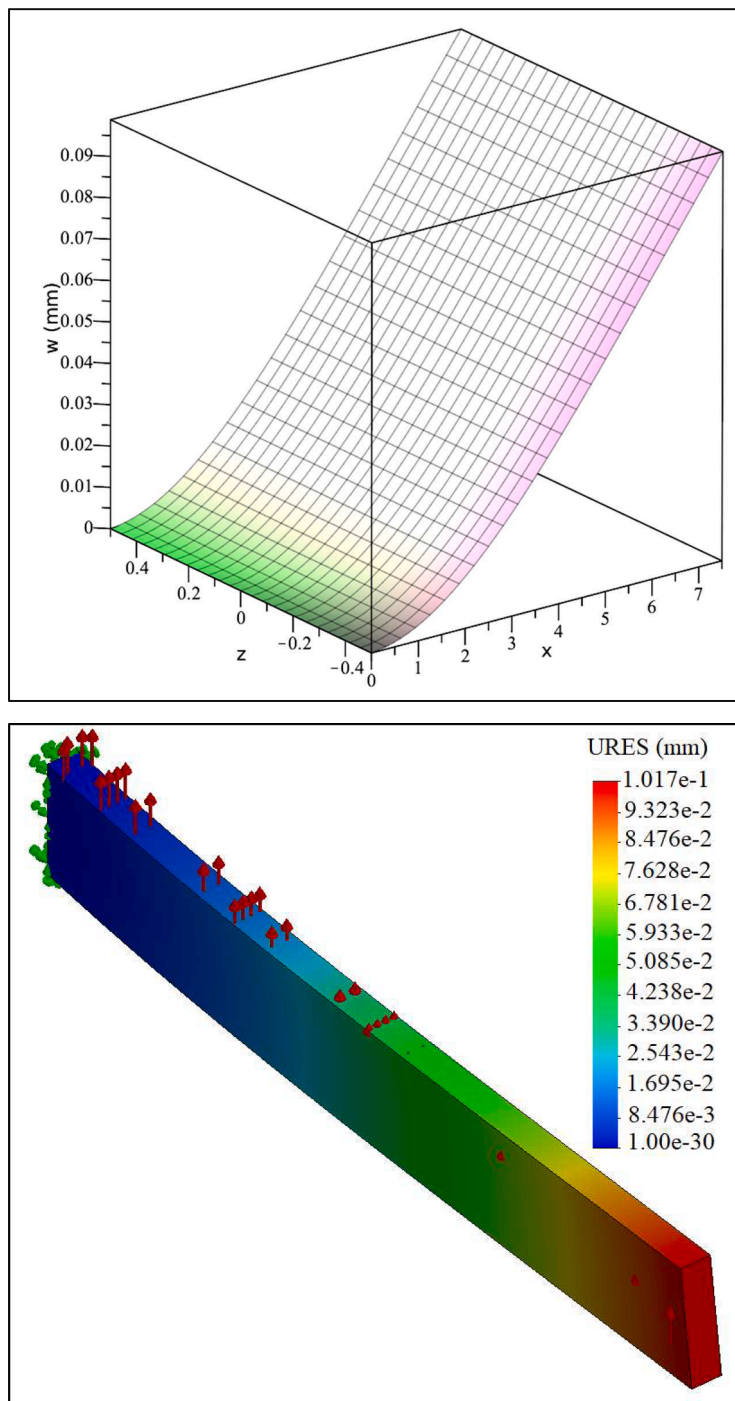 0.09
0.08
0.07
0.06
w (mm)
0.05
0.04
0.03
0.02
0.01
0
0.4
0.2
0
−0.2
−0.4
z
0
1
2
3
4
5
6
7
x
URES (mm)
1.017e-1
9.323e-2
8.476e-2
7.628e-2
6.781e-2
5.933e-2
5.085e-2
4.238e-2
3.390e-2
2.543e-2
1.695e-2
8.476e-3
1.00e-30